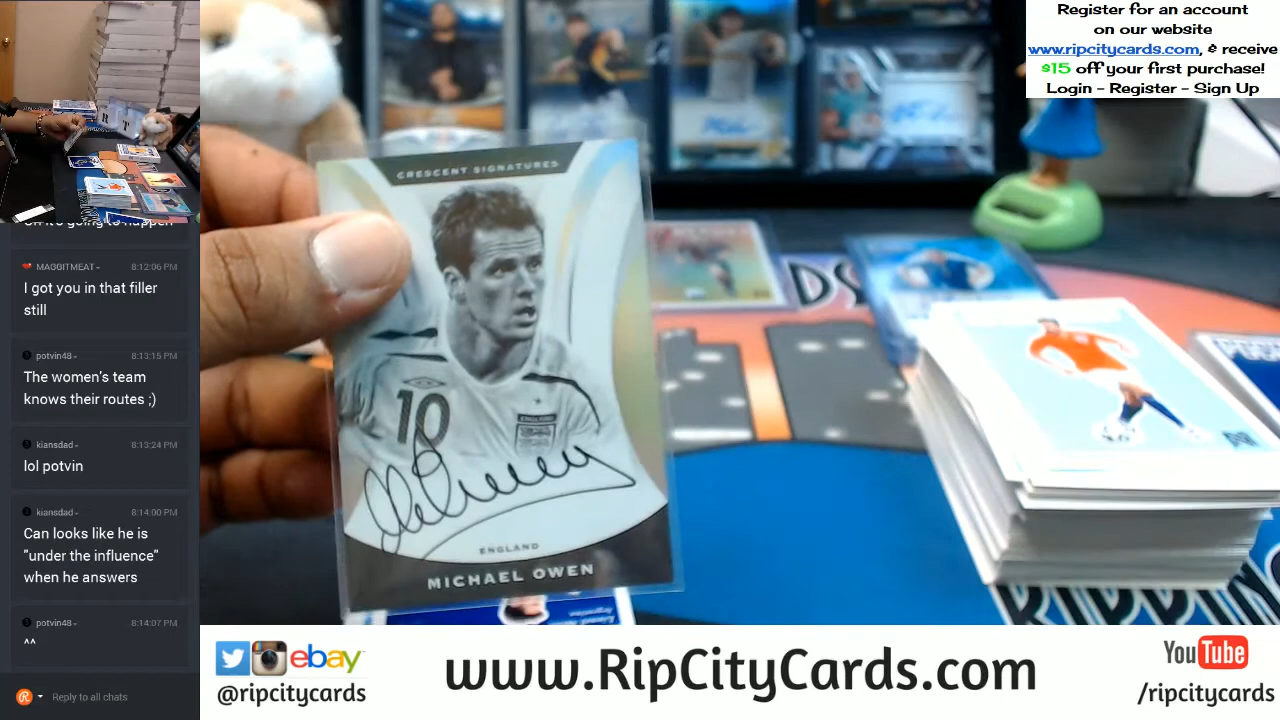 Register for an account
on our website
www.ripcitycards.com, & receive
$15 off your first purchase!
Login - Register - Sign Up
MAGGITMEAT
8:12:06 PM
I got you in that filler
still
potvin48
8:13:15 PM
The women's team
knows their routes ;)
kiansdad
8:13:24 PM
lol potvin
kiansdad
8:14:00 PM
Can looks like he is
"under the influence"
when he answers
potvin48
8:14:07 PM
^^
Reply to all chats
CRESCENT SIGNATURES
10
ENGLAND
ENGLAND
MICHAEL OWEN
DS
RIPPING
ebay
@ripcitycards
www.RipCityCards.com
YouTube
/ripcitycards